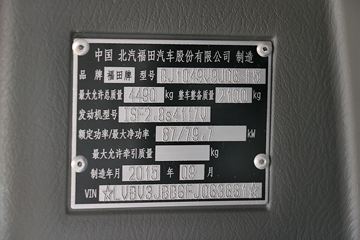 中国 北汽福田汽车股份有限公司 制造
品牌 福田牌 型号
最大允许总质量 4490 kg 整车整备质量 kg
发动机型号 ISF2.8s4117V
额定功率/最大净功率 87/79.7 kW
最大允许牵引质量 kg
制造年月 2015 年 09 月
VIN